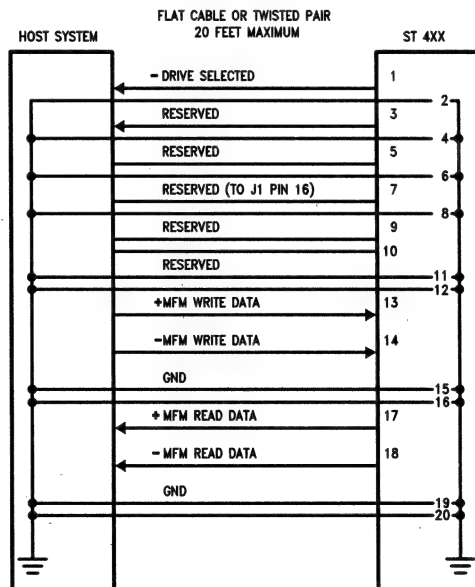 FLAT CABLE OR TWISTED PAIR
20 FEET MAXIMUM
HOST SYSTEM
ST 4XX
- DRIVE SELECTED 1
2
RESERVED 3
4
RESERVED 5
6
RESERVED (TO J1 PIN 16) 7
8
RESERVED 9
10
RESERVED
11
12
+MFM WRITE DATA 13
-MFM WRITE DATA 14
GND
15
16
+ MFM READ DATA 17
- MFM READ DATA 18
GND
19
20